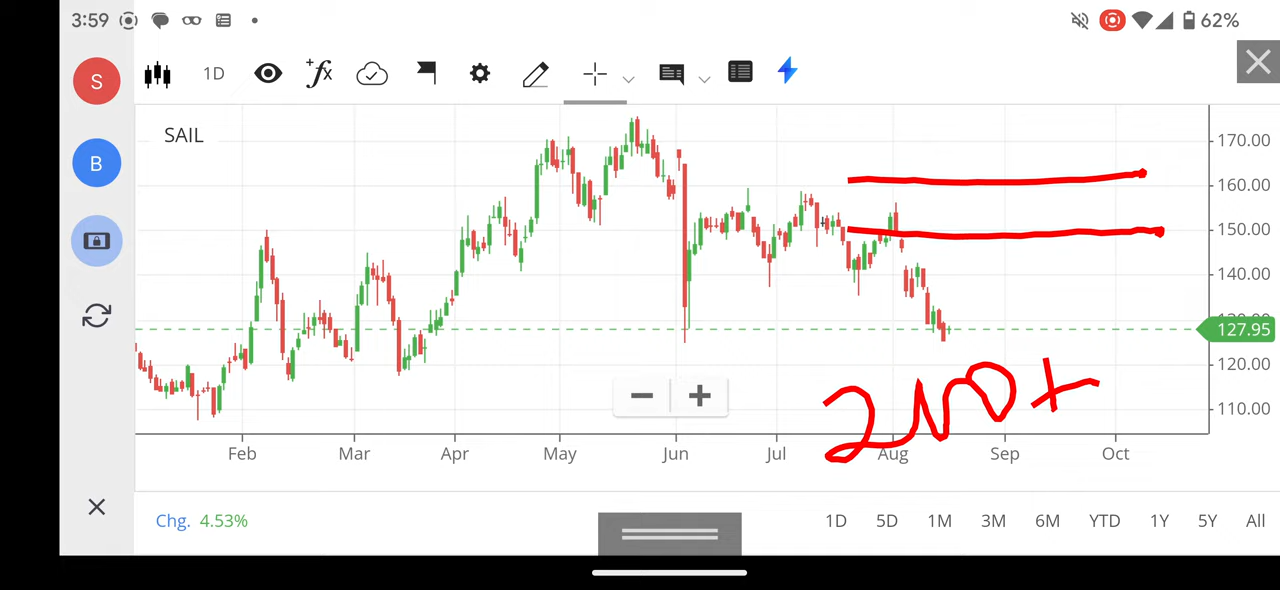 3:59 62%
S 1D
SAIL
B
170.00
160.00
150.00
140.00
127.95
120.00
110.00
200+
Feb Mar Apr May Jun Jul Aug Sep Oct
Chg. 4.53% 1D 5D 1M 3M 6M YTD 1Y 5Y All